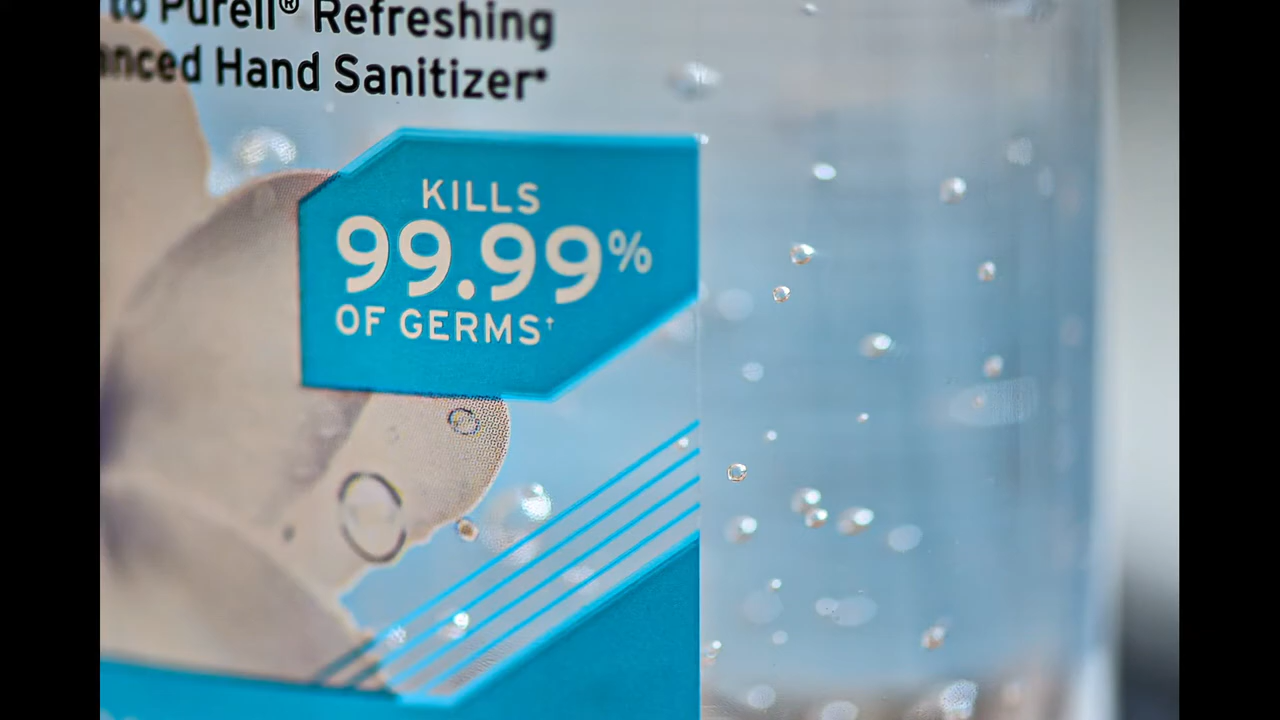 to Purell® Refreshing
anced Hand Sanitizer*
KILLS
99.99%
OF GERMS†